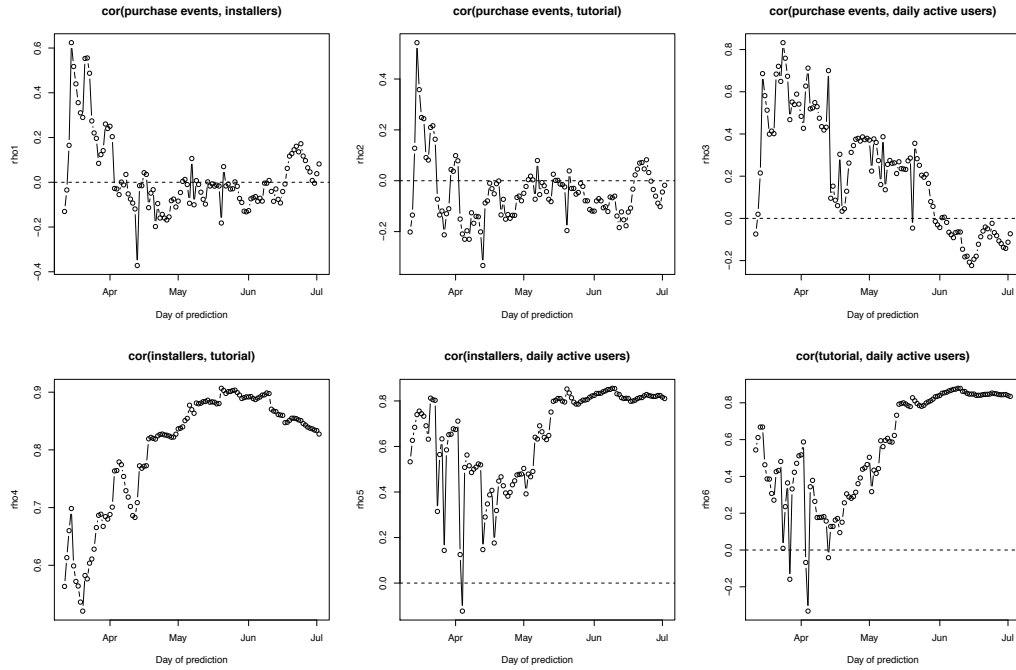 cor(purchase events, installers)
rho1
0.6
0.4
0.2
0.0
−0.2
−0.4
Apr May Jun Jul
Day of prediction
cor(purchase events, tutorial)
rho2
0.4
0.2
0.0
−0.2
Apr May Jun Jul
Day of prediction
cor(purchase events, daily active users)
rho3
0.8
0.6
0.4
0.2
0.0
−0.2
Apr May Jun Jul
Day of prediction
cor(installers, tutorial)
rho4
0.9
0.8
0.7
0.6
Apr May Jun Jul
Day of prediction
cor(installers, daily active users)
rho5
0.8
0.6
0.4
0.2
0.0
Apr May Jun Jul
Day of prediction
cor(tutorial, daily active users)
rho6
0.8
0.6
0.4
0.2
0.0
−0.2
Apr May Jun Jul
Day of prediction